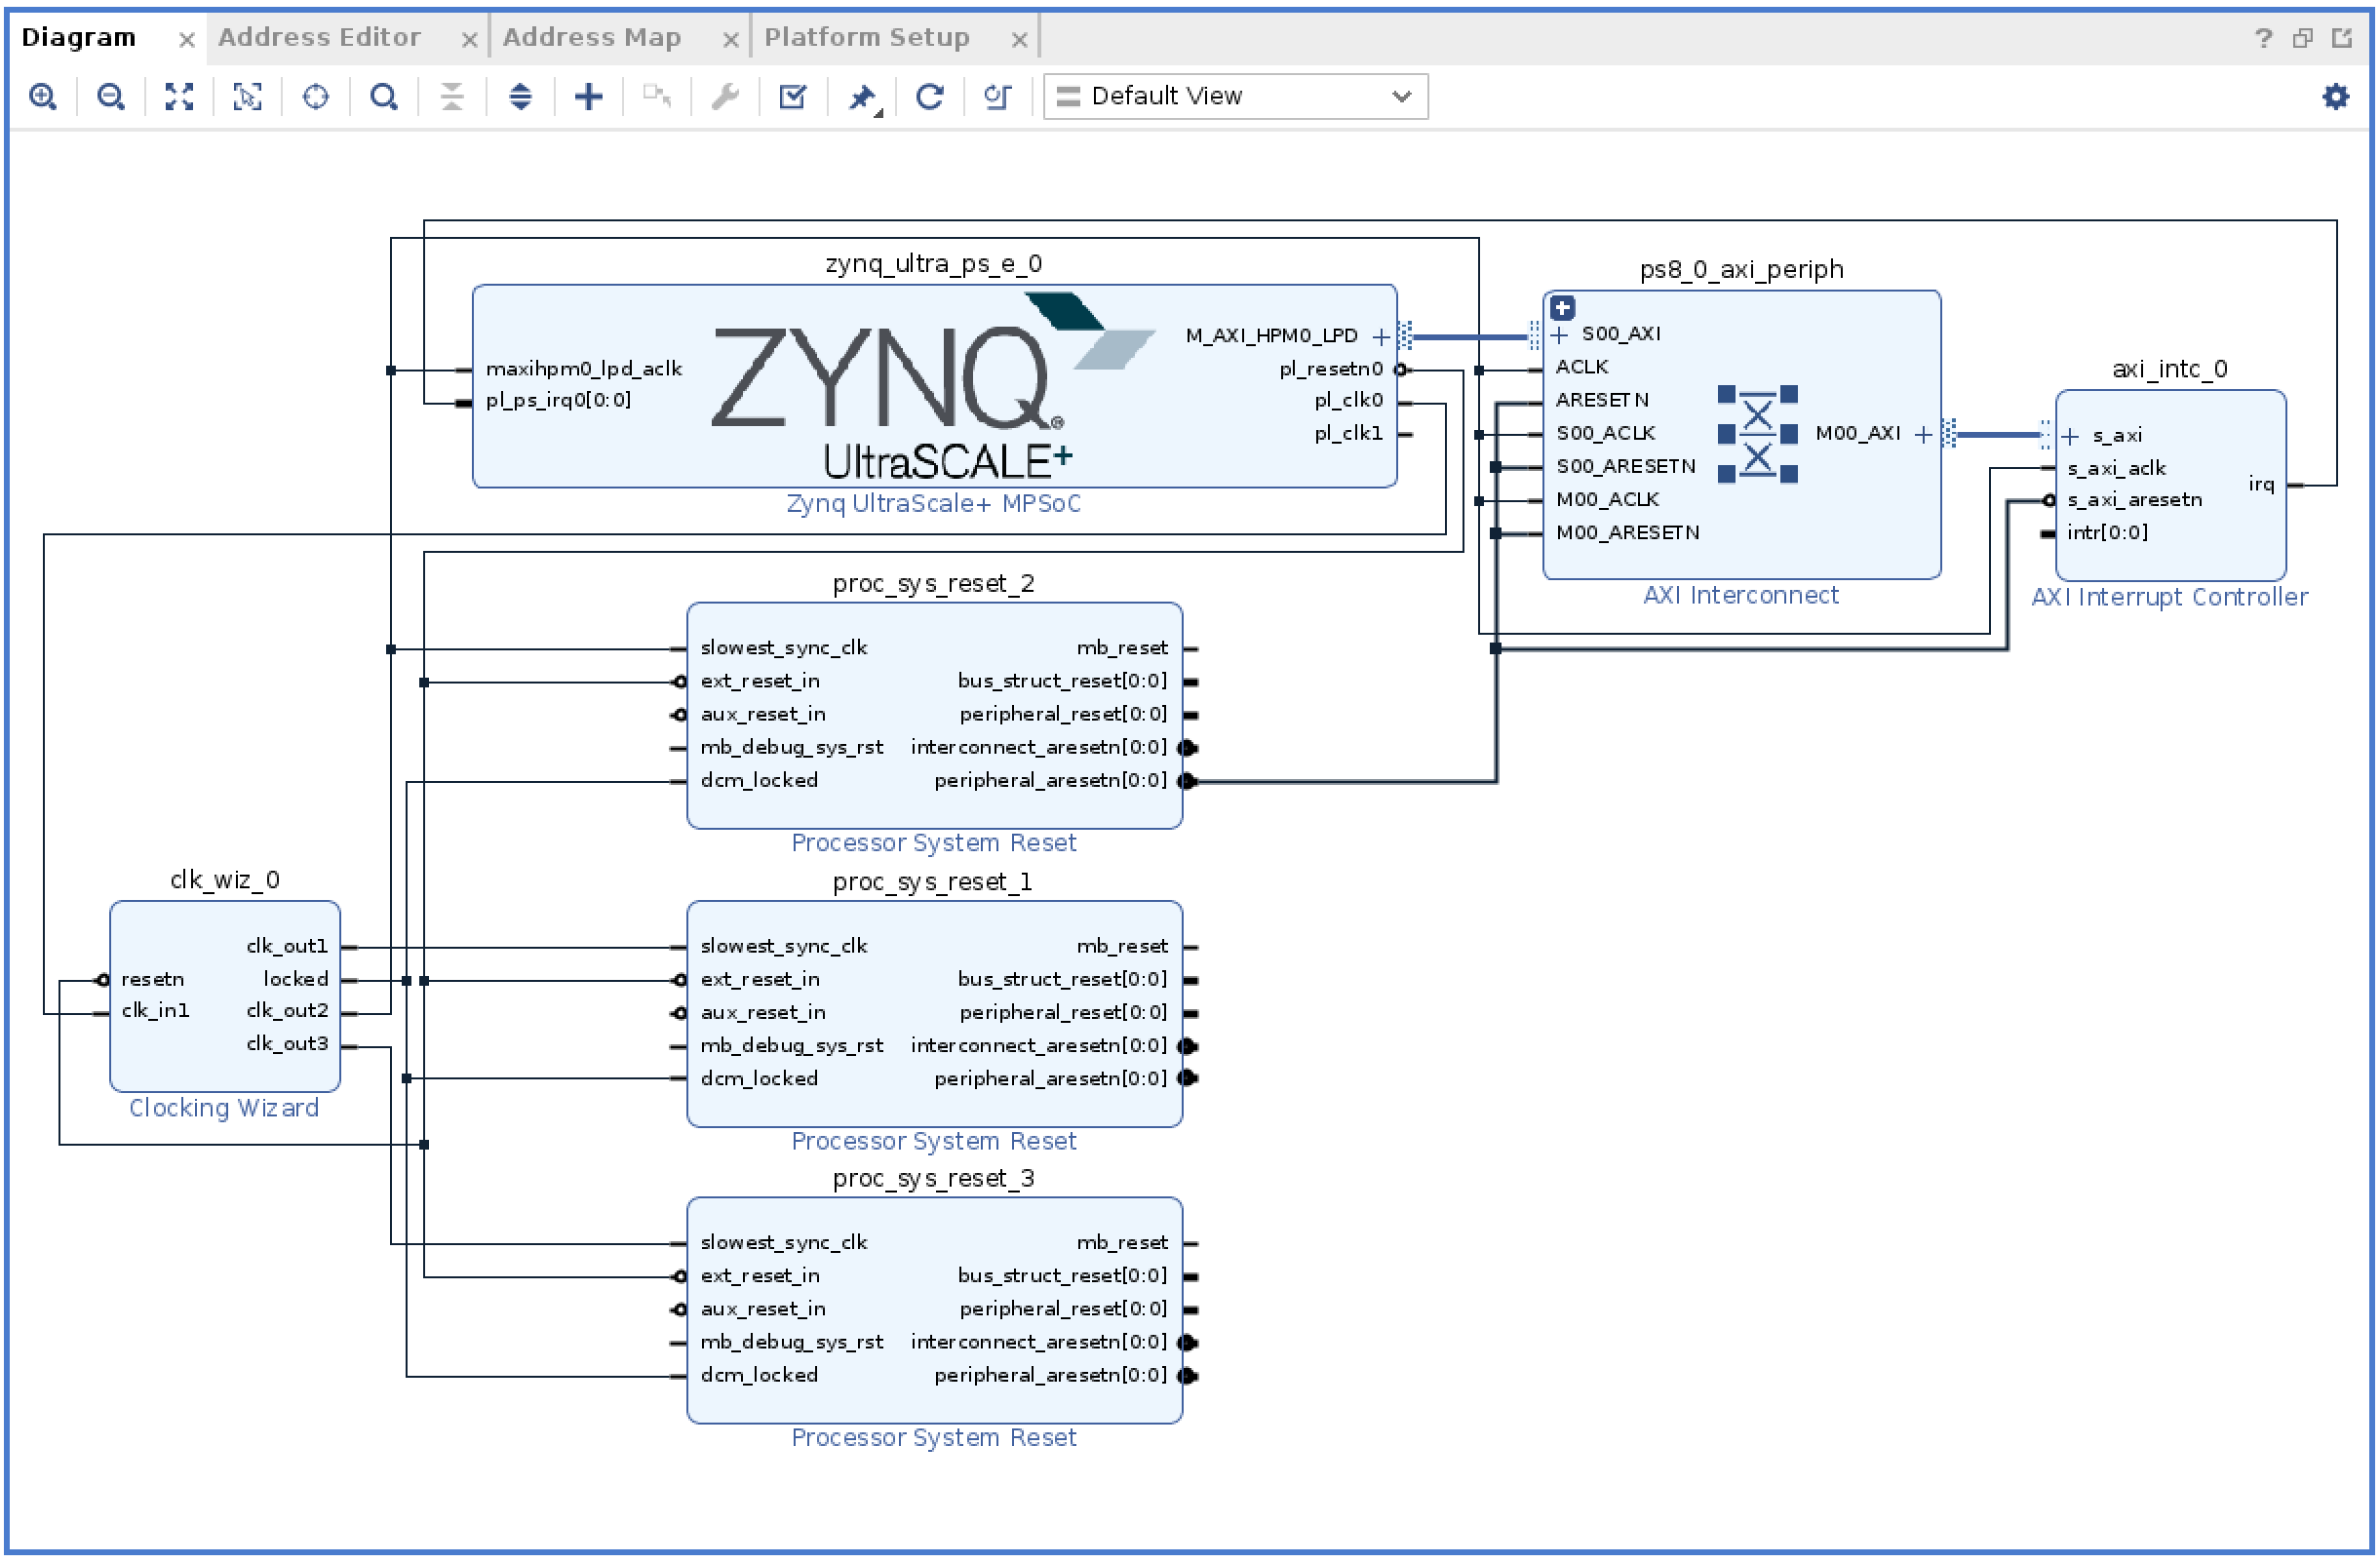 Diagram Address Editor Address Map Platform Setup
Default View
zynq_ultra_ps_e_0
maxihpm0_lpd_aclk
pl_ps_irq0[0:0]
ZYNQ®
UltraSCALE+
M_AXI_HPM0_LPD
pl_resetn0
pl_clk0
pl_clk1
Zynq UltraScale+ MPSoC
ps8_0_axi_periph
S00_AXI
ACLK
ARESETN
S00_ACLK
S00_ARESETN
M00_ACLK
M00_ARESETN
M00_AXI
AXI Interconnect
axi_intc_0
s_axi
s_axi_aclk
s_axi_aresetn
intr[0:0]
irq
AXI Interrupt Controller
proc_sys_reset_2
slowest_sync_clk
ext_reset_in
aux_reset_in
mb_debug_sys_rst
dcm_locked
mb_reset
bus_struct_reset[0:0]
peripheral_reset[0:0]
interconnect_aresetn[0:0]
peripheral_aresetn[0:0]
Processor System Reset
clk_wiz_0
resetn
clk_in1
clk_out1
locked
clk_out2
clk_out3
Clocking Wizard
proc_sys_reset_1
slowest_sync_clk
ext_reset_in
aux_reset_in
mb_debug_sys_rst
dcm_locked
mb_reset
bus_struct_reset[0:0]
peripheral_reset[0:0]
interconnect_aresetn[0:0]
peripheral_aresetn[0:0]
Processor System Reset
proc_sys_reset_3
slowest_sync_clk
ext_reset_in
aux_reset_in
mb_debug_sys_rst
dcm_locked
mb_reset
bus_struct_reset[0:0]
peripheral_reset[0:0]
interconnect_aresetn[0:0]
peripheral_aresetn[0:0]
Processor System Reset